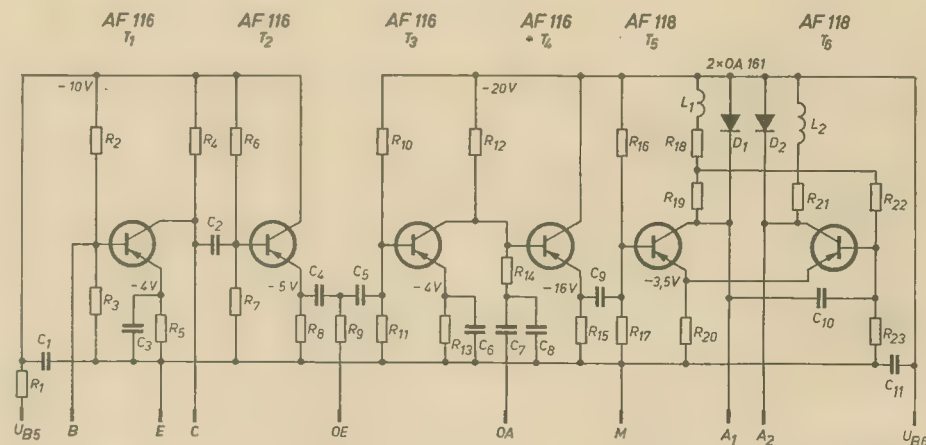 AF 116 AF 116 AF 116 AF 116 AF 118 AF 118
T1 T2 T3 T4 T5 T6
2×OA 161
-10V -20V
L1 L2
R2 R4 R6 R10 R12 R16 R18 D1 D2
R19 R21 R22
C2
-4V -5V C4 C5 -4V R14 -16V C9 -3,5V
R3 R7 C10
C1 C3 R5 R8 R9 R11 R13 C6 C7 C8 R15 R17 R20 R23
R1 C11
UB5 B E C OE OA M A1 A2 UB6